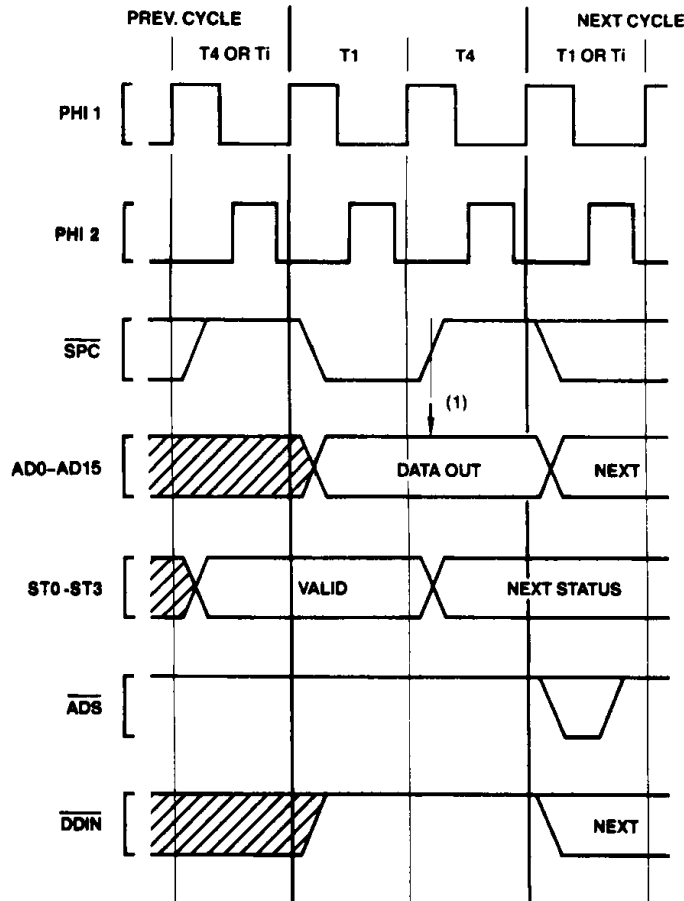 PREV. CYCLE
NEXT CYCLE
T4 OR Ti
T1
T4
T1 OR Ti
PHI 1
PHI 2
SPC
(1)
AD0-AD15
DATA OUT
NEXT
ST0-ST3
VALID
NEXT STATUS
ADS
DDIN
NEXT